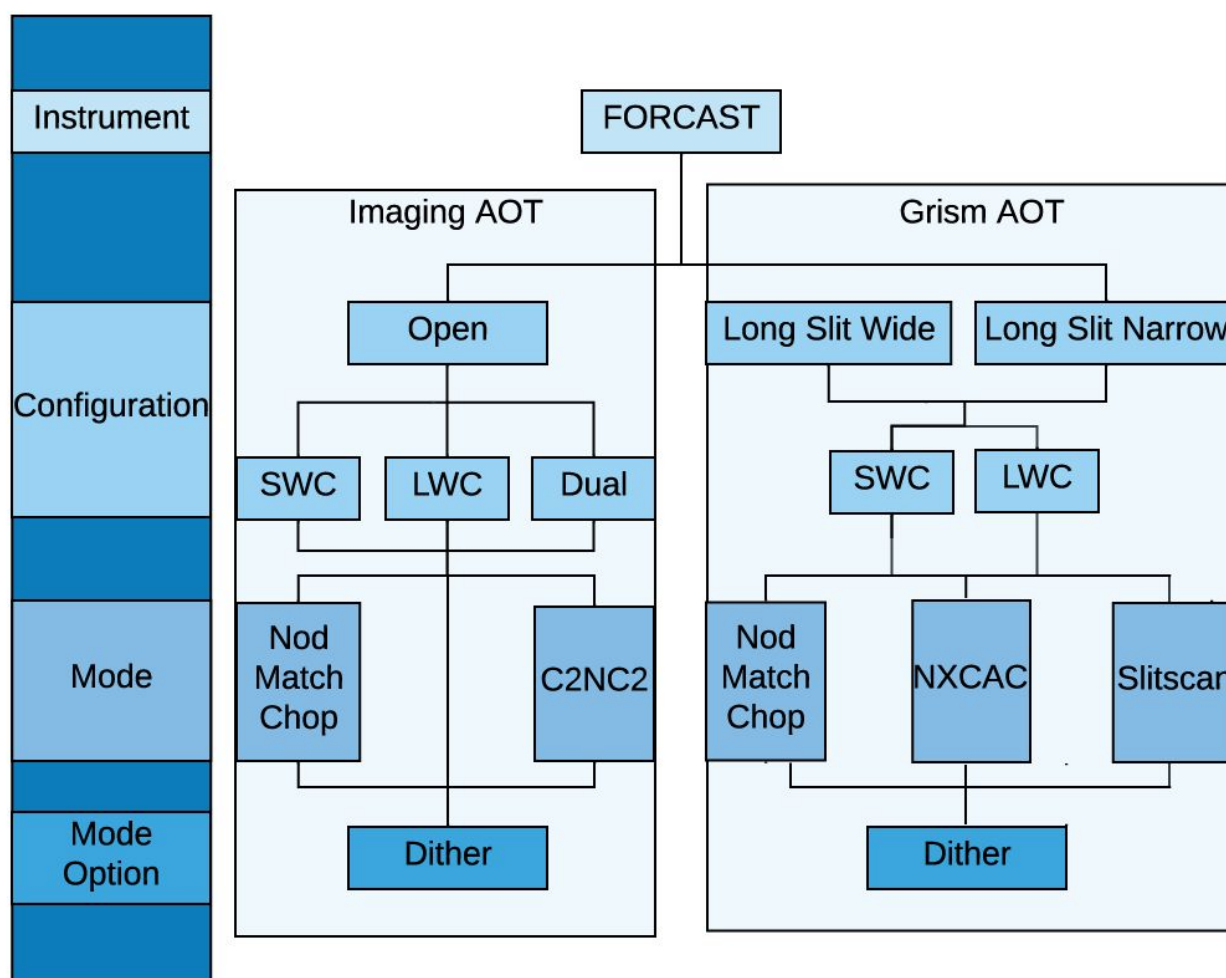 Instrument
FORCAST
Imaging AOT
Grism AOT
Open
Long Slit Wide
Long Slit Narrow
Configuration
SWC
LWC
Dual
SWC
LWC
Mode
Nod
Match
Chop
C2NC2
Nod
Match
Chop
NXCAC
Slitscan
Mode
Option
Dither
Dither